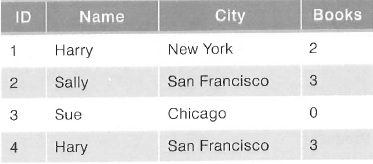 ID Name City Books
1 Harry New York 2
2 Sally San Francisco 3
3 Sue Chicago 0
4 Hary San Francisco 3